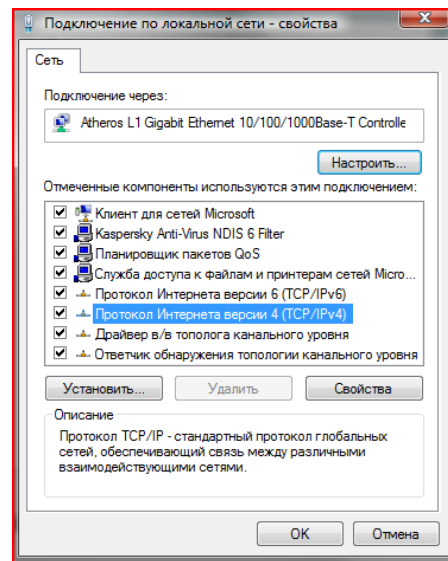 Подключение по локальной сети - свойства
Сеть
Подключение через:
Atheros L1 Gigabit Ethernet 10/100/1000Base-T Controlle
Настроить...
Отмеченные компоненты используются этим подключением:
Клиент для сетей Microsoft
Kaspersky Anti-Virus NDIS 6 Filter
Планировщик пакетов QoS
Служба доступа к файлам и принтерам сетей Micro...
Протокол Интернета версии 6 (TCP/IPv6)
Протокол Интернета версии 4 (TCP/IPv4)
Драйвер в/в тополога канального уровня
Ответчик обнаружения топологии канального уровня
Установить... Удалить Свойства
Описание
Протокол TCP/IP - стандартный протокол глобальных
сетей, обеспечивающий связь между различными
взаимодействующими сетями.
OK Отмена